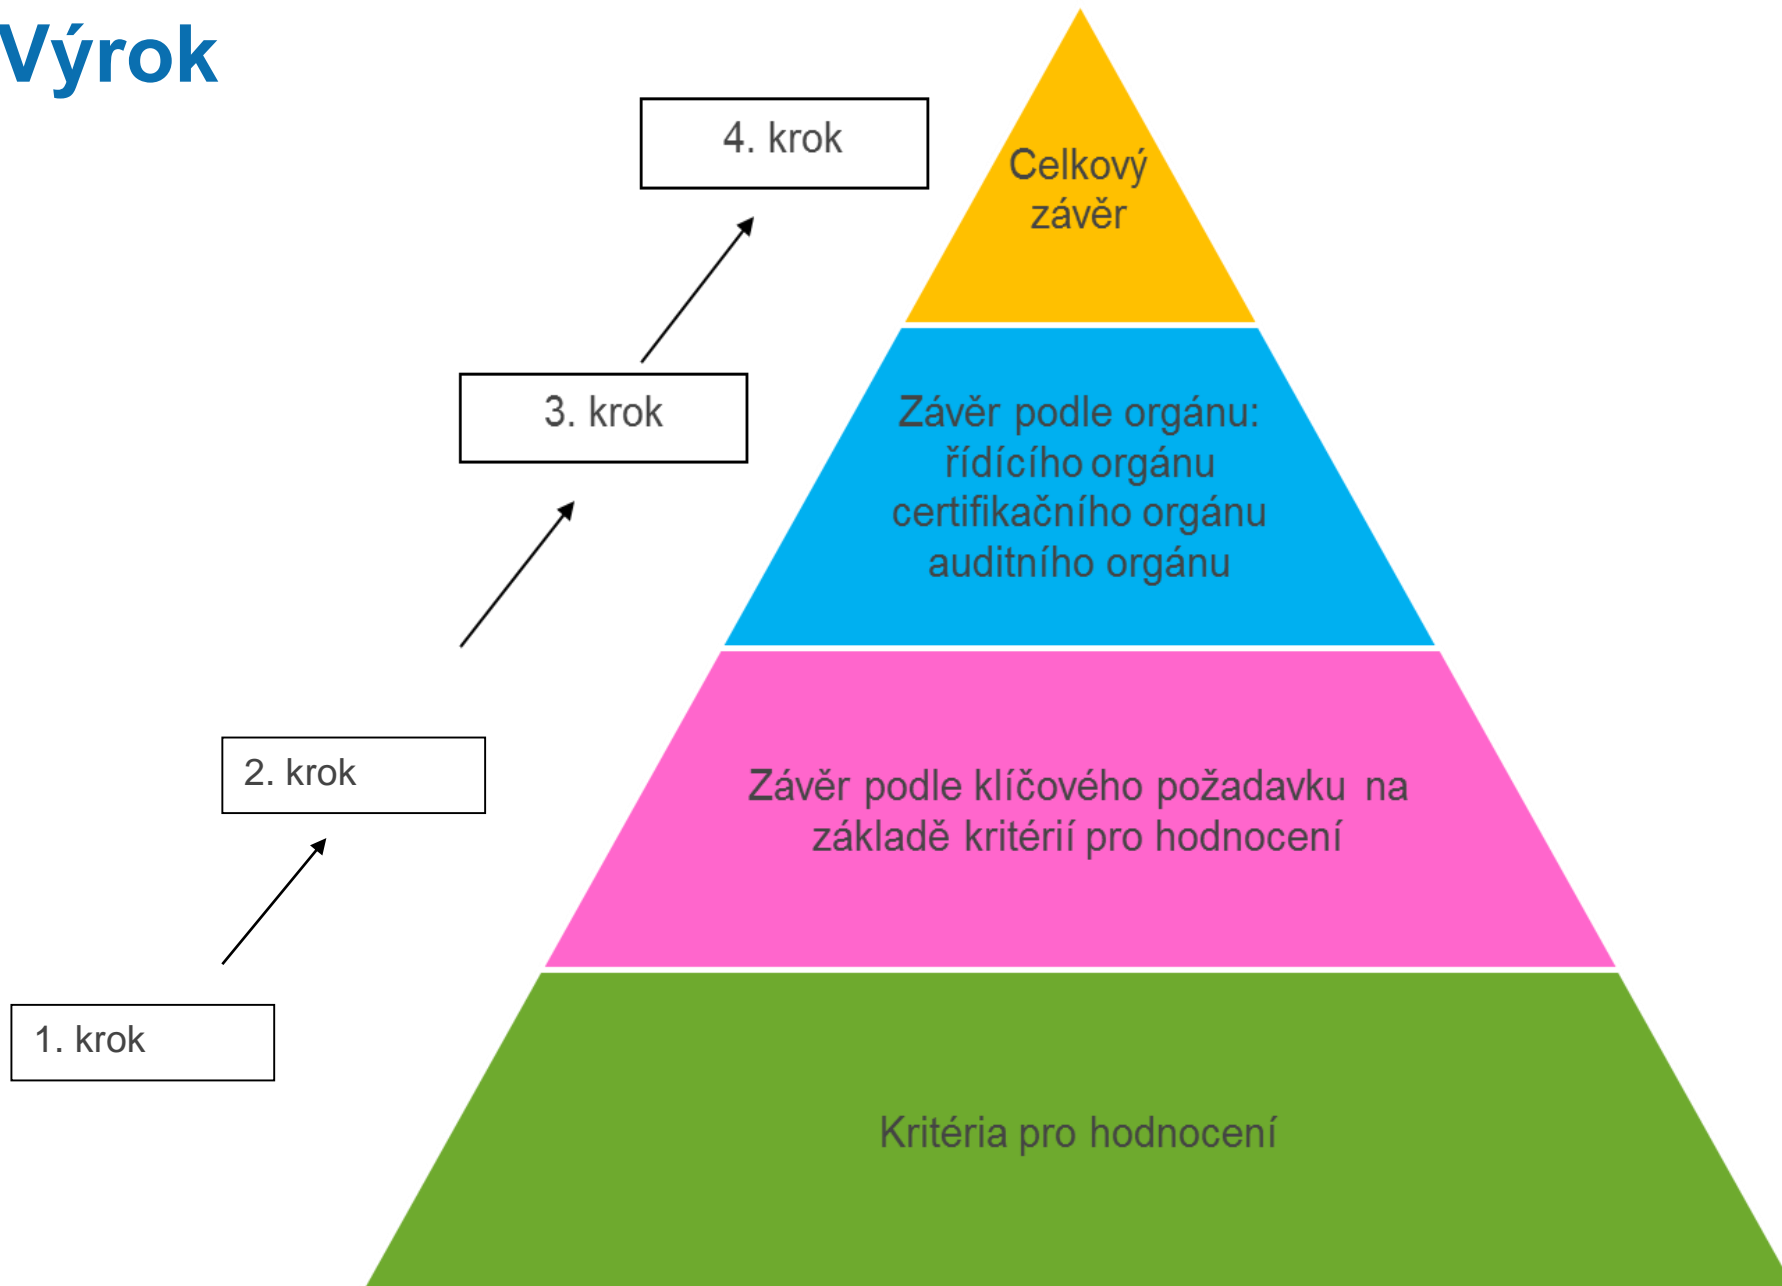 Výrok
4. krok
Celkový
závěr
3. krok
Závěr podle orgánu:
řídícího orgánu
certifikačního orgánu
auditního orgánu
2. krok
Závěr podle klíčového požadavku na
základě kritérií pro hodnocení
1. krok
Kritéria pro hodnocení